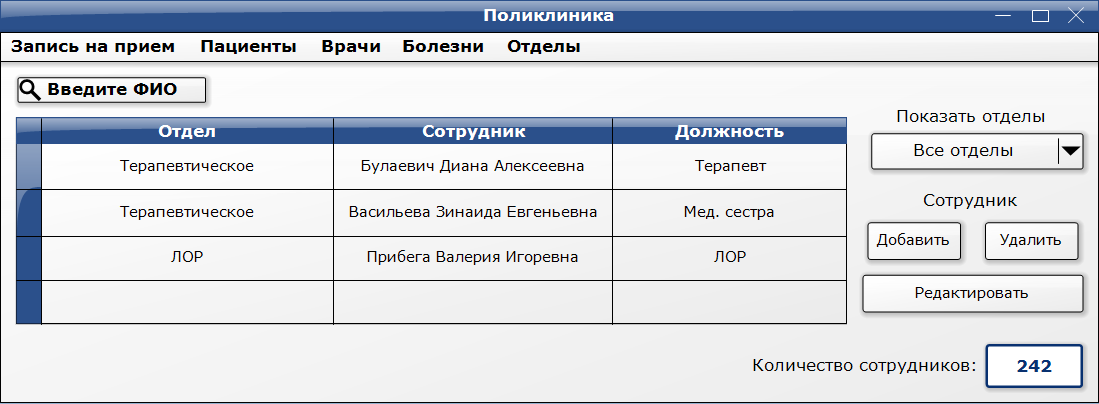 Поликлиника
Запись на прием Пациенты Врачи Болезни Отделы
Введите ФИО
Показать отделы
Все отделы
Отдел Сотрудник Должность
Терапевтическое Булаевич Диана Алексеевна Терапевт
Терапевтическое Васильева Зинаида Евгеньевна Мед. сестра
ЛОР Прибега Валерия Игоревна ЛОР
Сотрудник
Добавить Удалить
Редактировать
Количество сотрудников: 242